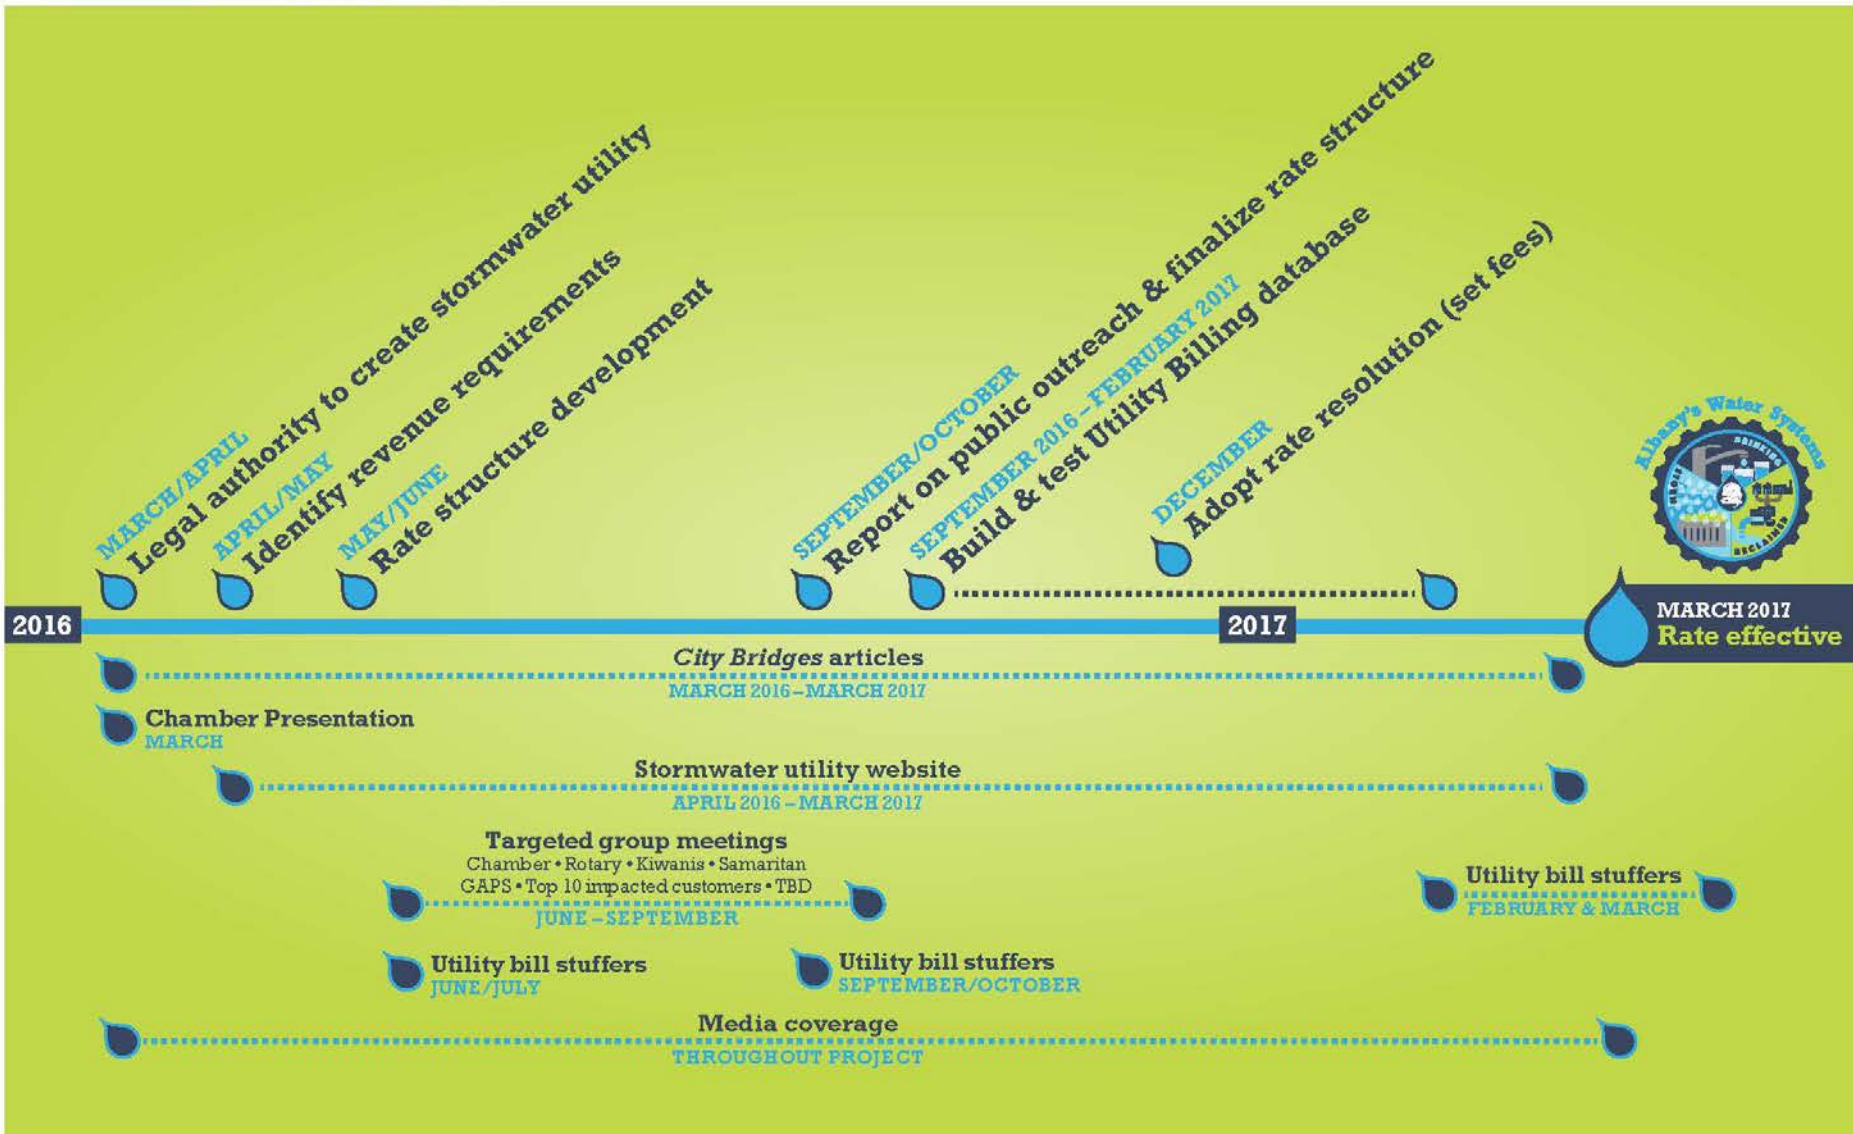 MARCH/APRIL
Legal authority to create stormwater utility
APRIL/MAY
Identify revenue requirements
MAY/JUNE
Rate structure development
SEPTEMBER/OCTOBER
Report on public outreach & finalize rate structure
SEPTEMBER 2016 – FEBRUARY 2017
Build & test Utility Billing database
DECEMBER
Adopt rate resolution (set fees)
Albany's Water Systems
DRINKING
STORM
RECLAIMED
2016
2017
MARCH 2017
Rate effective
City Bridges articles
MARCH 2016 – MARCH 2017
Chamber Presentation
MARCH
Stormwater utility website
APRIL 2016 – MARCH 2017
Targeted group meetings
Chamber • Rotary • Kiwanis • Samaritan
GAPS • Top 10 impacted customers • TBD
JUNE – SEPTEMBER
Utility bill stuffers
FEBRUARY & MARCH
Utility bill stuffers
JUNE/JULY
Utility bill stuffers
SEPTEMBER/OCTOBER
Media coverage
THROUGHOUT PROJECT